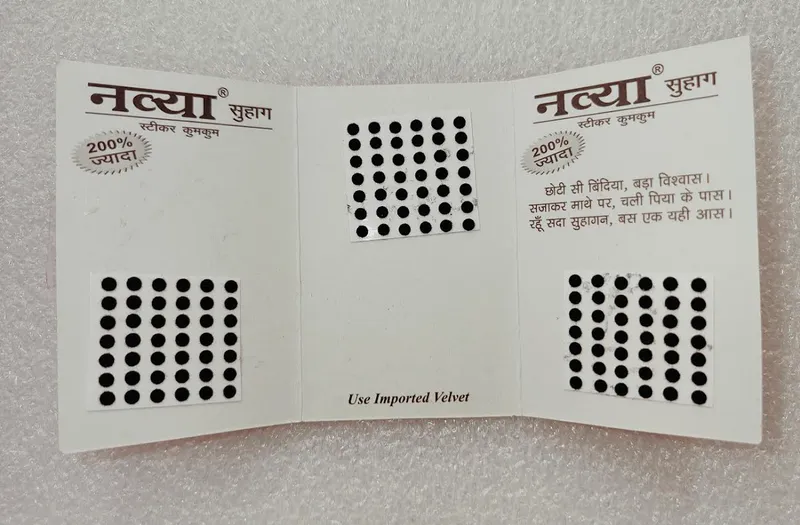 नव्या® सुहाग
स्टीकर कुमकुम
200%
ज्यादा
Use Imported Velvet
नव्या® सुहाग
स्टीकर कुमकुम
200%
ज्यादा
छोटी सी बिंदिया, बड़ा विश्वास।
सजाकर माथे पर, चली पिया के पास।
रहूँ सदा सुहागन, बस एक यही आस।